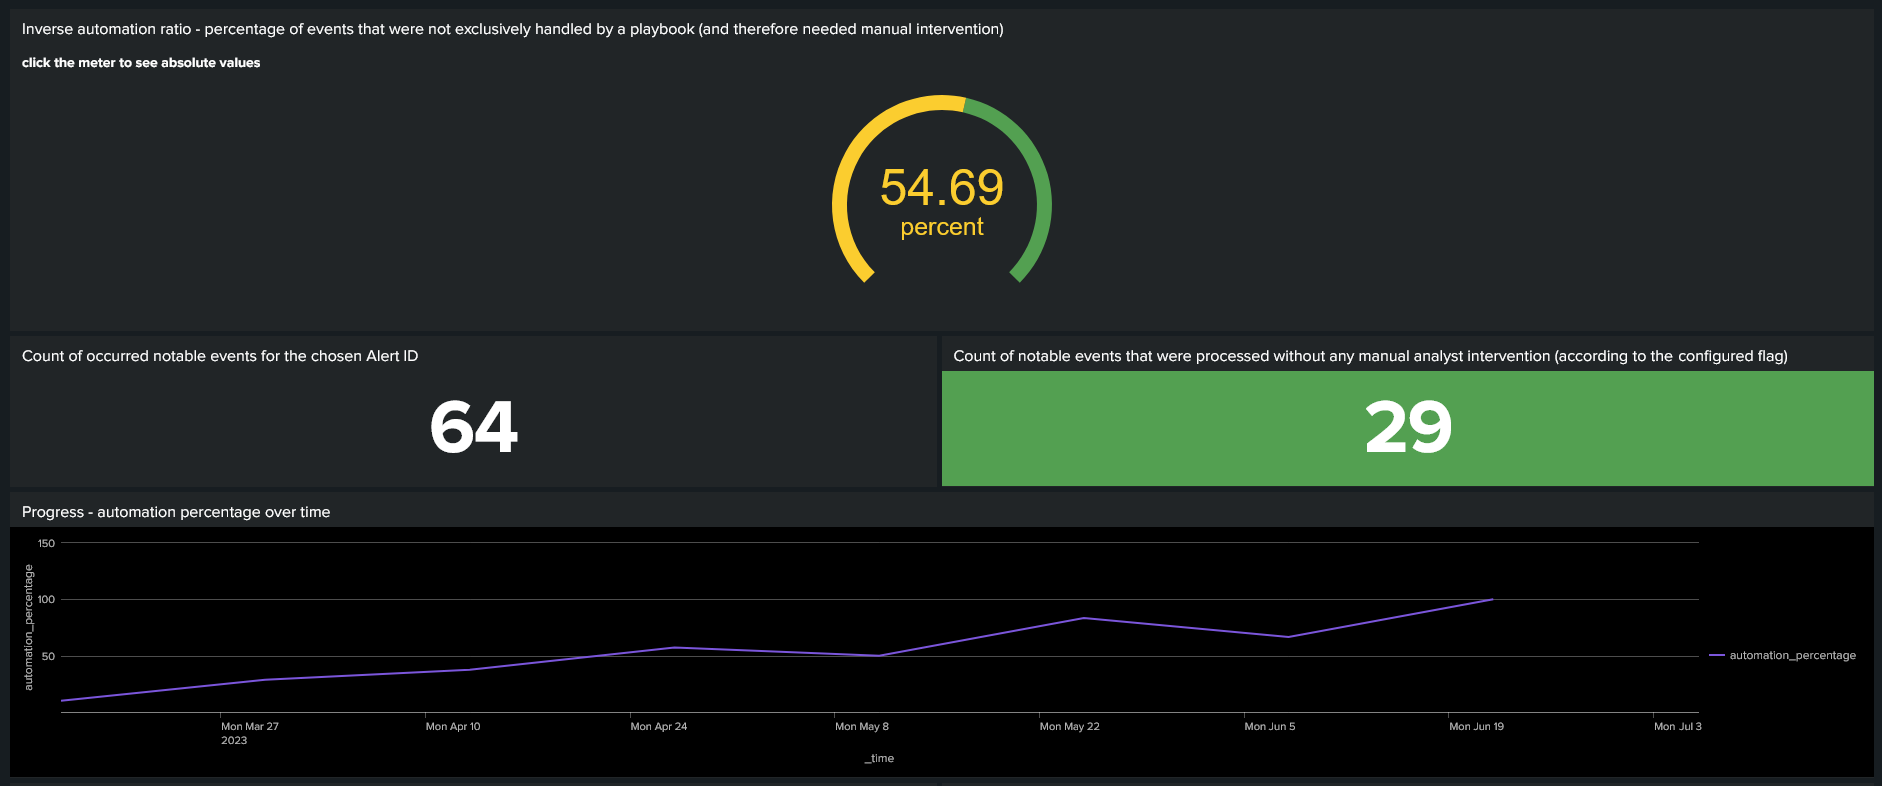 Inverse automation ratio - percentage of events that were not exclusively handled by a playbook (and therefore needed manual intervention)
click the meter to see absolute values
54.69
percent
Count of occurred notable events for the chosen Alert ID
64
Count of notable events that were processed without any manual analyst intervention (according to the configured flag)
29
Progress - automation percentage over time
automation_percentage
150
100
50
Mon Mar 27
2023
Mon Apr 10
Mon Apr 24
Mon May 8
Mon May 22
Mon Jun 5
Mon Jun 19
Mon Jul 3
_time
automation_percentage